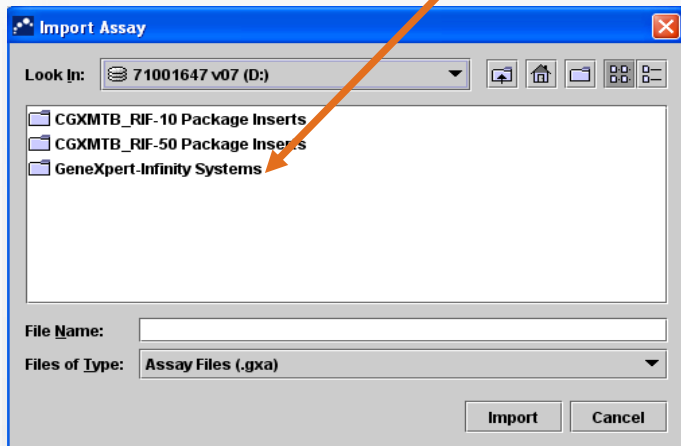 Import Assay
Look In: 71001647 v07 (D:)
CGXMTB_RIF-10 Package Inserts
CGXMTB_RIF-50 Package Inserts
GeneXpert-Infinity Systems
File Name:
Files of Type: Assay Files (.gxa)
Import Cancel